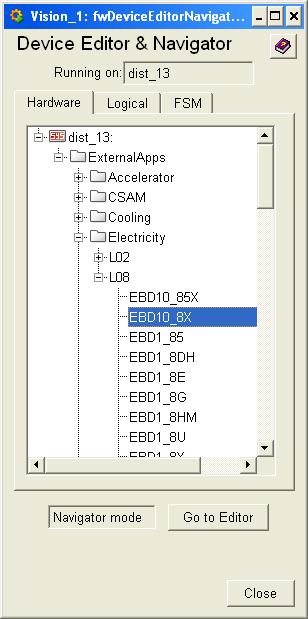 Vision_1: fwDeviceEditorNavigat...
Device Editor & Navigator
Running on: dist_13
Hardware Logical FSM
SYS dist_13:
ExternalApps
Accelerator
CSAM
Cooling
Electricity
L02
L08
EBD10_85X
EBD10_8X
EBD1_85
EBD1_8DH
EBD1_8E
EBD1_8G
EBD1_8HM
EBD1_8U
Navigator mode Go to Editor
Close